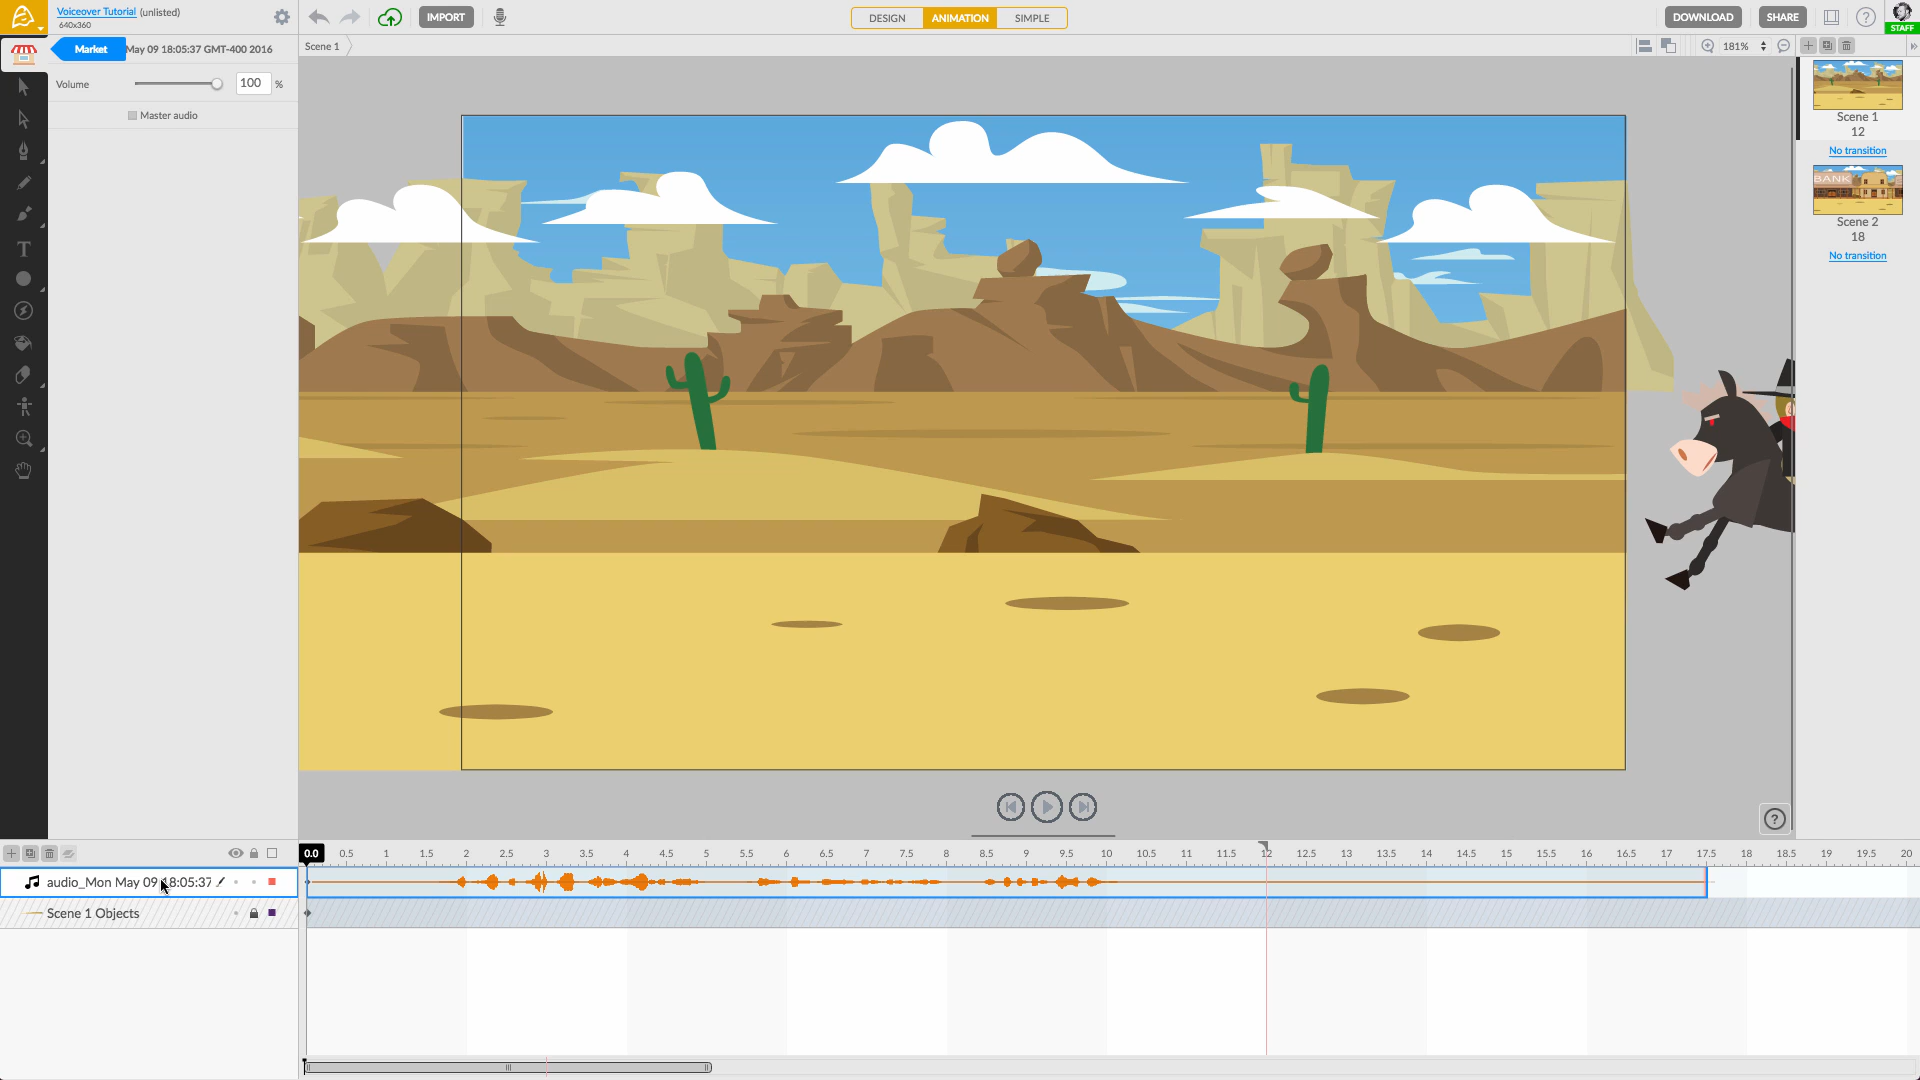 Voiceover Tutorial (unlisted)
640x360
IMPORT
DESIGN
ANIMATION
SIMPLE
DOWNLOAD
SHARE
?
STAFF
Market
May 09 18:05:37 GMT-400 2016
Scene 1
181%
Volume
100 %
Master audio
T
Scene 1
12
No transition
BANK
Scene 2
18
No transition
?
0.0 0.5 1 1.5 2 2.5 3 3.5 4 4.5 5 5.5 6 6.5 7 7.5 8 8.5 9 9.5 10 10.5 11 11.5 12 12.5 13 13.5 14 14.5 15 15.5 16 16.5 17 17.5 18 18.5 19 19.5 20
audio_Mon May 09 18:05:37
Scene 1 Objects